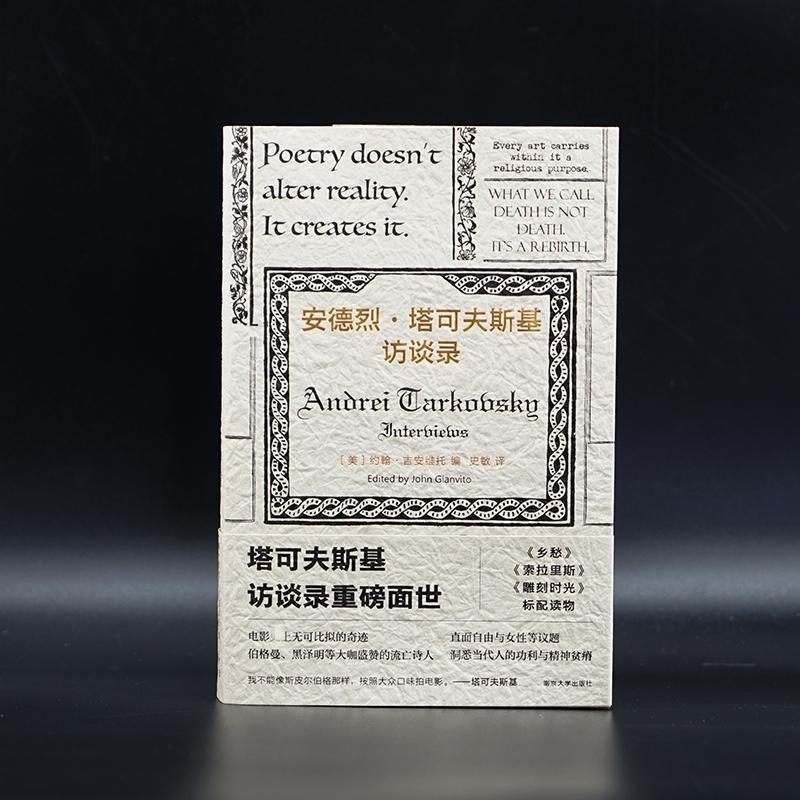 Poetry doesn't
alter reality.
It creates it.
Every art carries
within it a
religious purpose.
WHAT WE CALL
DEATH IS NOT
DEATH.
IT'S A REBIRTH.
安德烈·塔可夫斯基
访谈录
Andrei Tarkovsky
Interviews
[美] 约翰·吉安维托 编 史敏 译
Edited by John Gianvito
塔可夫斯基
访谈录重磅面世
《乡愁》
《索拉里斯》
《雕刻时光》
标配读物
电影 上无可比拟的奇迹
伯格曼、黑泽明等大咖盛赞的流亡诗人
直面自由与女性等议题
洞悉当代人的功利与精神贫瘠
我不能像斯皮尔伯格那样，按照大众口味拍电影。——塔可夫斯基
南京大学出版社